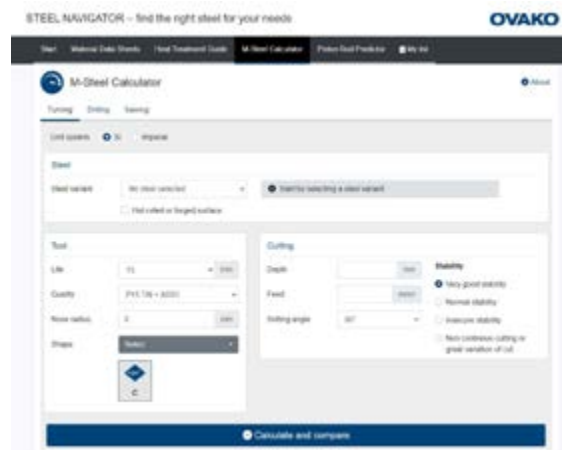 STEEL NAVIGATOR – find the right steel for your needs
OVAKO
Start Material Data Sheets Heat Treatment Guide M-Steel Calculator Piston Rod Predictor My list
M-Steel Calculator
About
Turning Drilling Sawing
Unit system SI Imperial
Steel
Steel variant No steel selected Start by selecting a steel variant
Hot rolled or forged surface
Tool
Life 15 min
Quality
Nose radius mm
Shape Select
C
Cutting
Depth mm
Feed
Setting angle
Stability
Very good stability
Normal stability
Insecure stability
Non continuous cutting or
great variation of cut
Calculate and compare